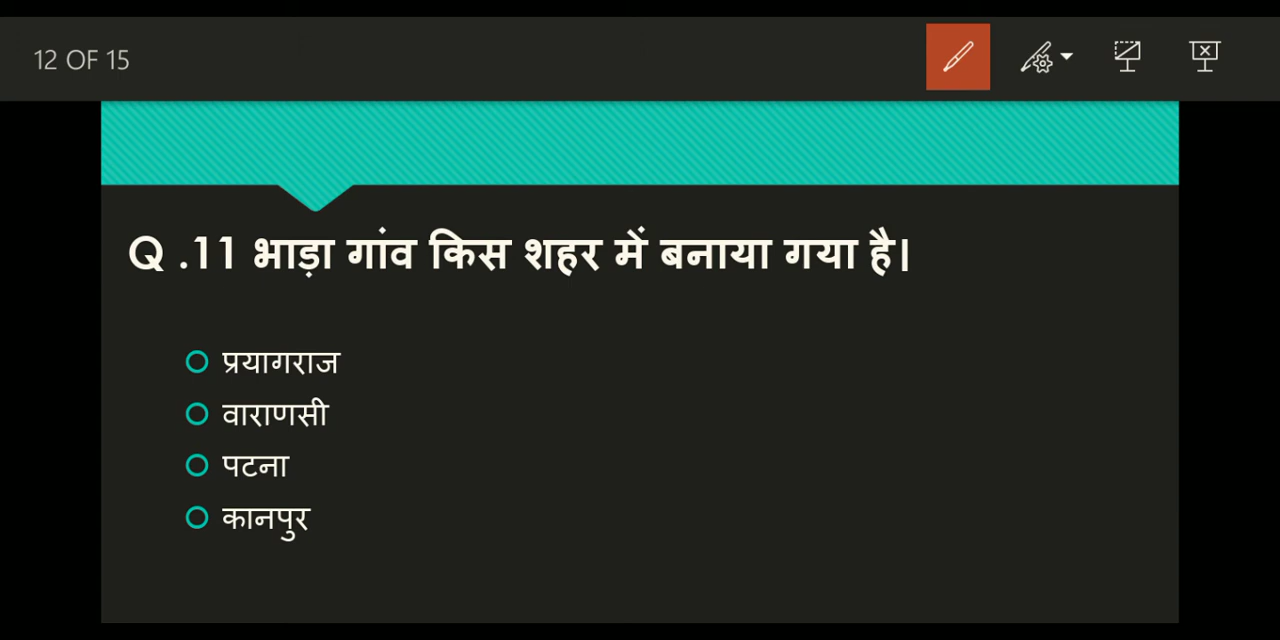 12 OF 15
Q .11 भाड़ा गांव किस शहर में बनाया गया है।
प्रयागराज
वाराणसी
पटना
कानपुर